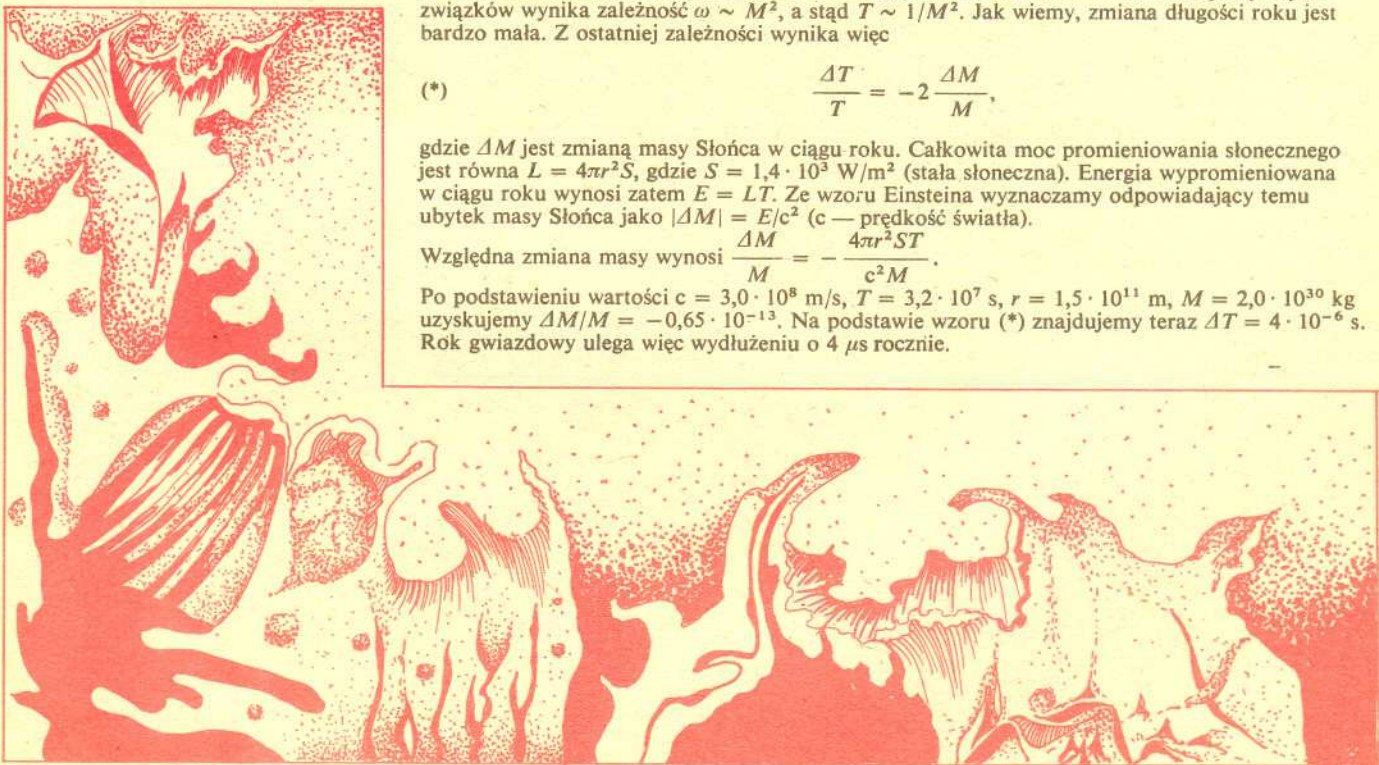 związków wynika zależność ω ~ M², a stąd T ~ 1/M². Jak wiemy, zmiana długości roku jest
bardzo mała. Z ostatniej zależności wynika więc
(*) ΔT/T = −2 ΔM/M,
gdzie ΔM jest zmianą masy Słońca w ciągu roku. Całkowita moc promieniowania słonecznego
jest równa L = 4πr²S, gdzie S = 1,4 · 10³ W/m² (stała słoneczna). Energia wypromieniowana
w ciągu roku wynosi zatem E = LT. Ze wzoru Einsteina wyznaczamy odpowiadający temu
ubytek masy Słońca jako |ΔM| = E/c² (c — prędkość światła).
Względna zmiana masy wynosi ΔM/M = − 4πr²ST/c²M.
Po podstawieniu wartości c = 3,0 · 10⁸ m/s, T = 3,2 · 10⁷ s, r = 1,5 · 10¹¹ m, M = 2,0 · 10³⁰ kg
uzyskujemy ΔM/M = −0,65 · 10⁻¹³. Na podstawie wzoru (*) znajdujemy teraz ΔT = 4 · 10⁻⁶ s.
Rok gwiazdowy ulega więc wydłużeniu o 4 μs rocznie.